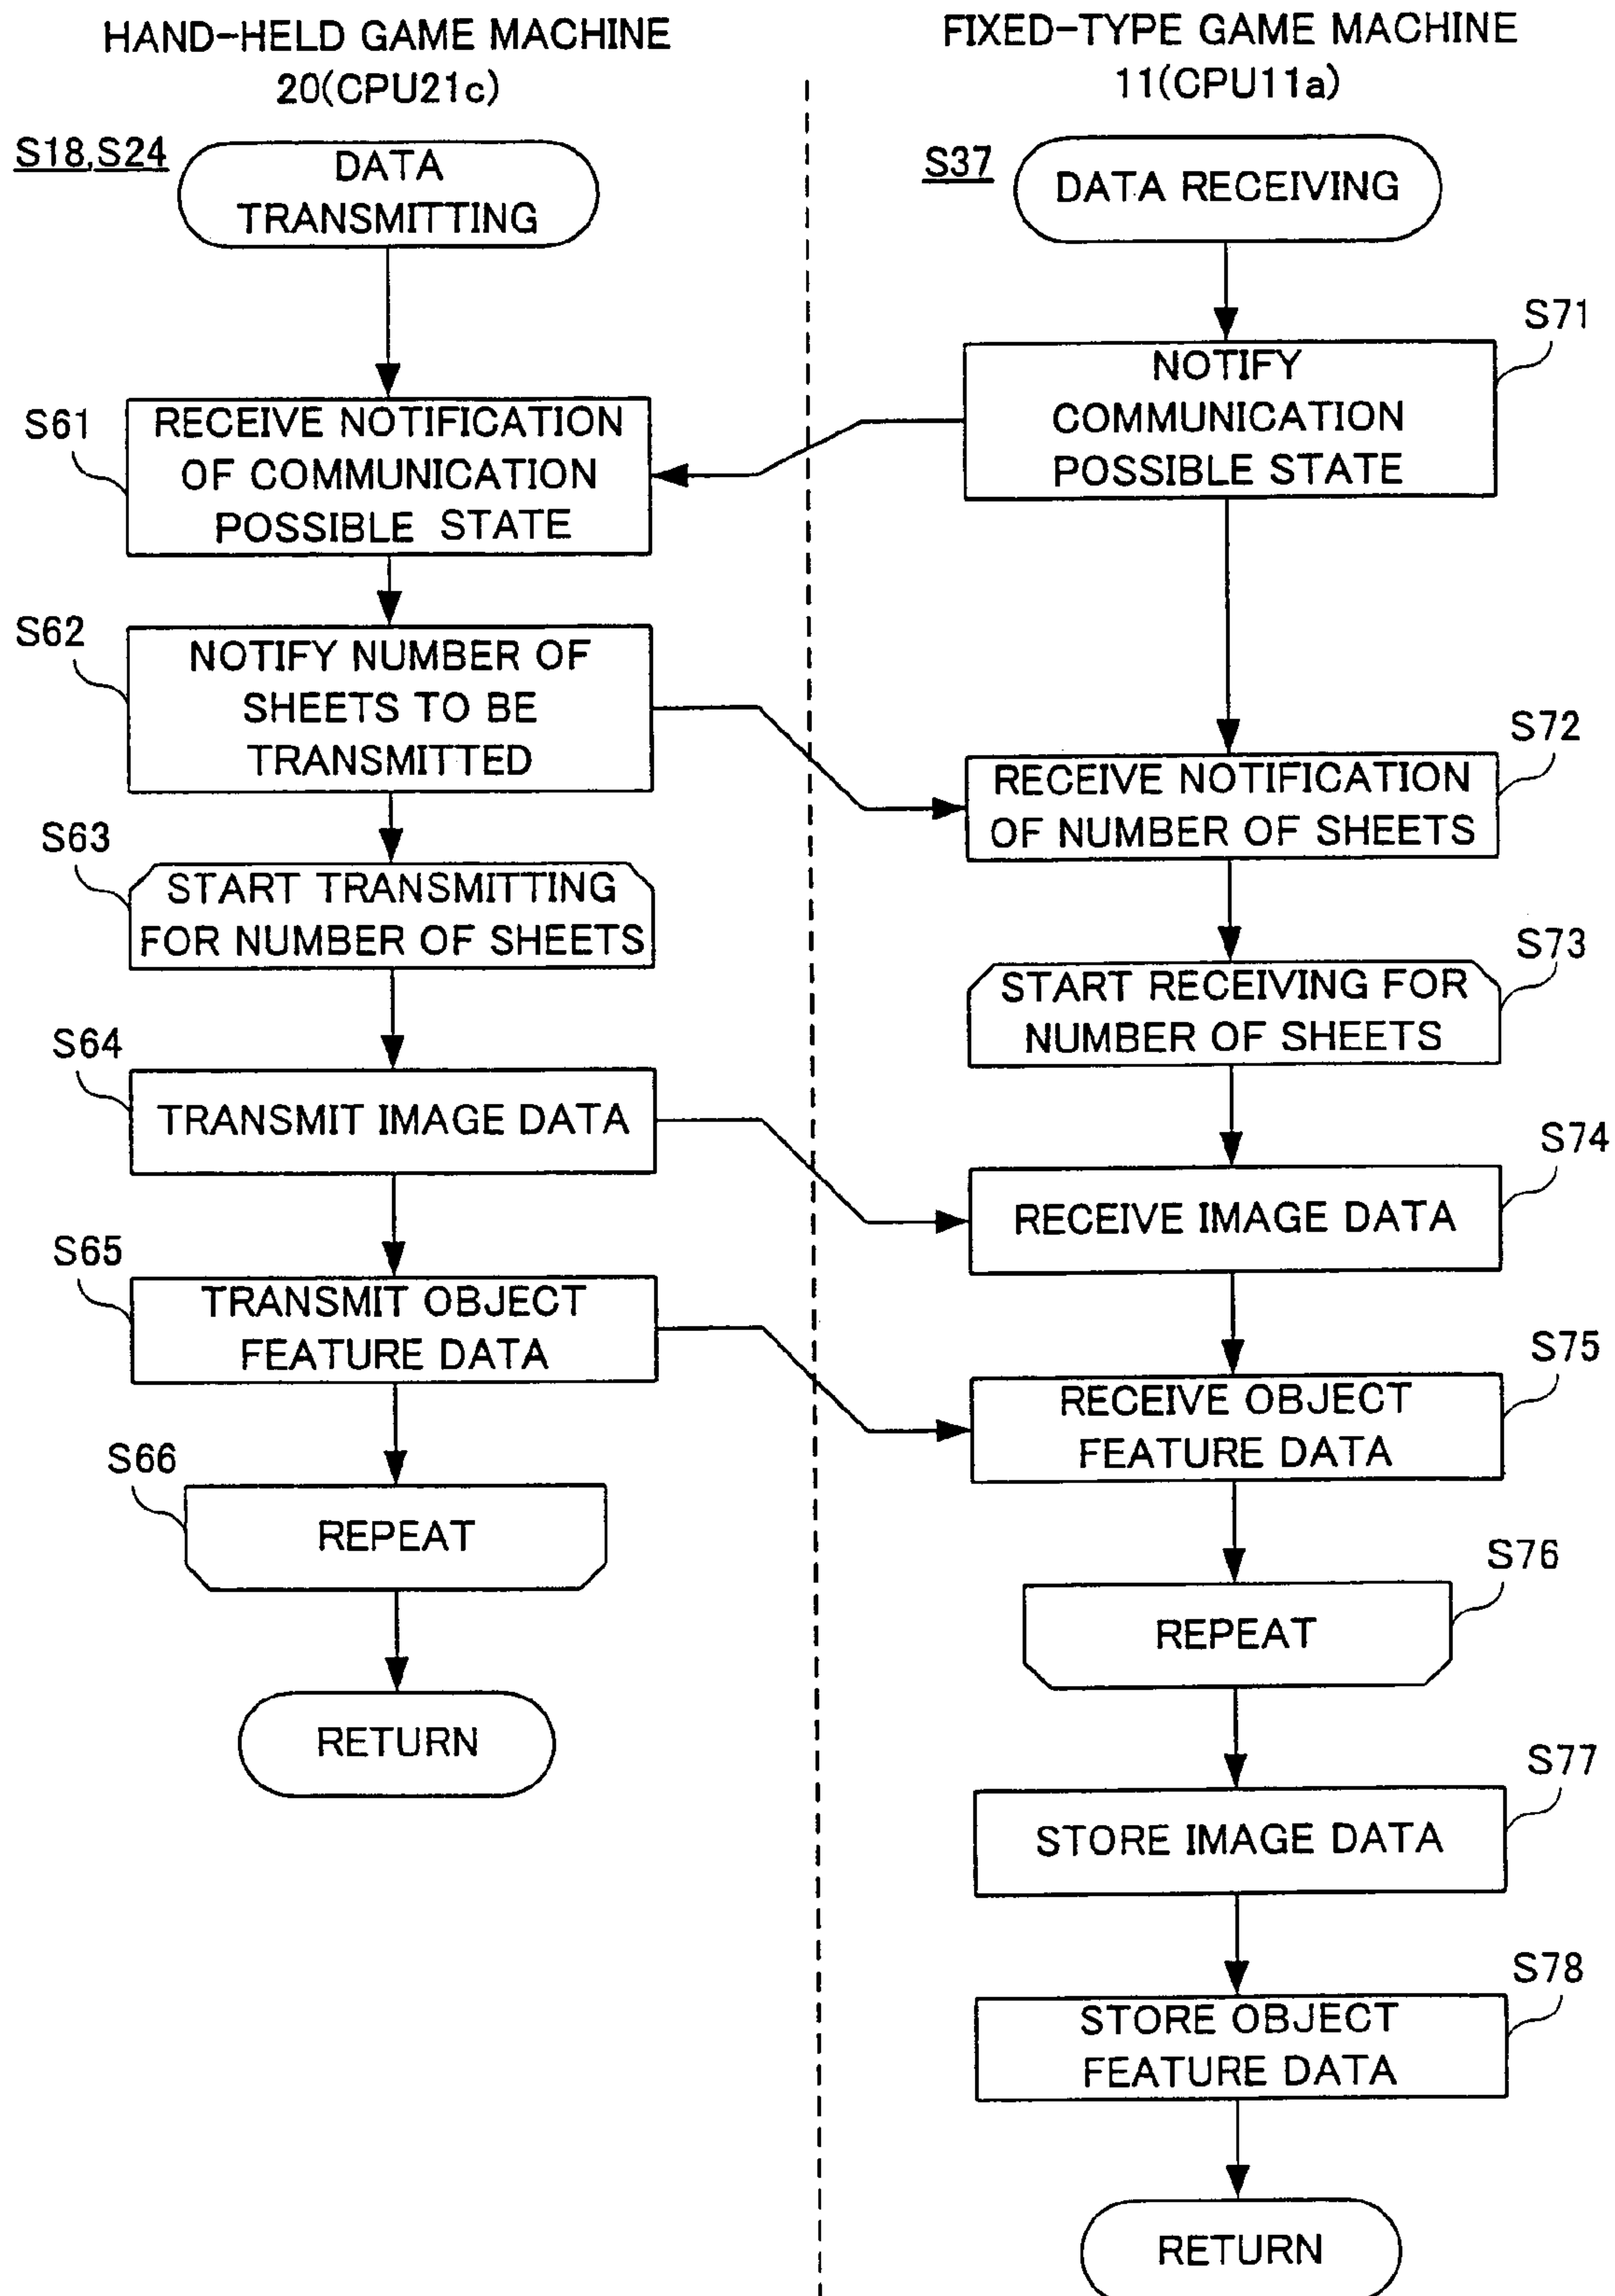 HAND-HELD GAME MACHINE
20(CPU21c)
S18,S24
DATA
TRANSMITTING
S61
RECEIVE NOTIFICATION
OF COMMUNICATION
POSSIBLE STATE
S62
NOTIFY NUMBER OF
SHEETS TO BE
TRANSMITTED
S63
START TRANSMITTING
FOR NUMBER OF SHEETS
S64
TRANSMIT IMAGE DATA
S65
TRANSMIT OBJECT
FEATURE DATA
S66
REPEAT
RETURN
FIXED-TYPE GAME MACHINE
11(CPU11a)
S37
DATA RECEIVING
S71
NOTIFY
COMMUNICATION
POSSIBLE STATE
S72
RECEIVE NOTIFICATION
OF NUMBER OF SHEETS
S73
START RECEIVING FOR
NUMBER OF SHEETS
S74
RECEIVE IMAGE DATA
S75
RECEIVE OBJECT
FEATURE DATA
S76
REPEAT
S77
STORE IMAGE DATA
S78
STORE OBJECT
FEATURE DATA
RETURN